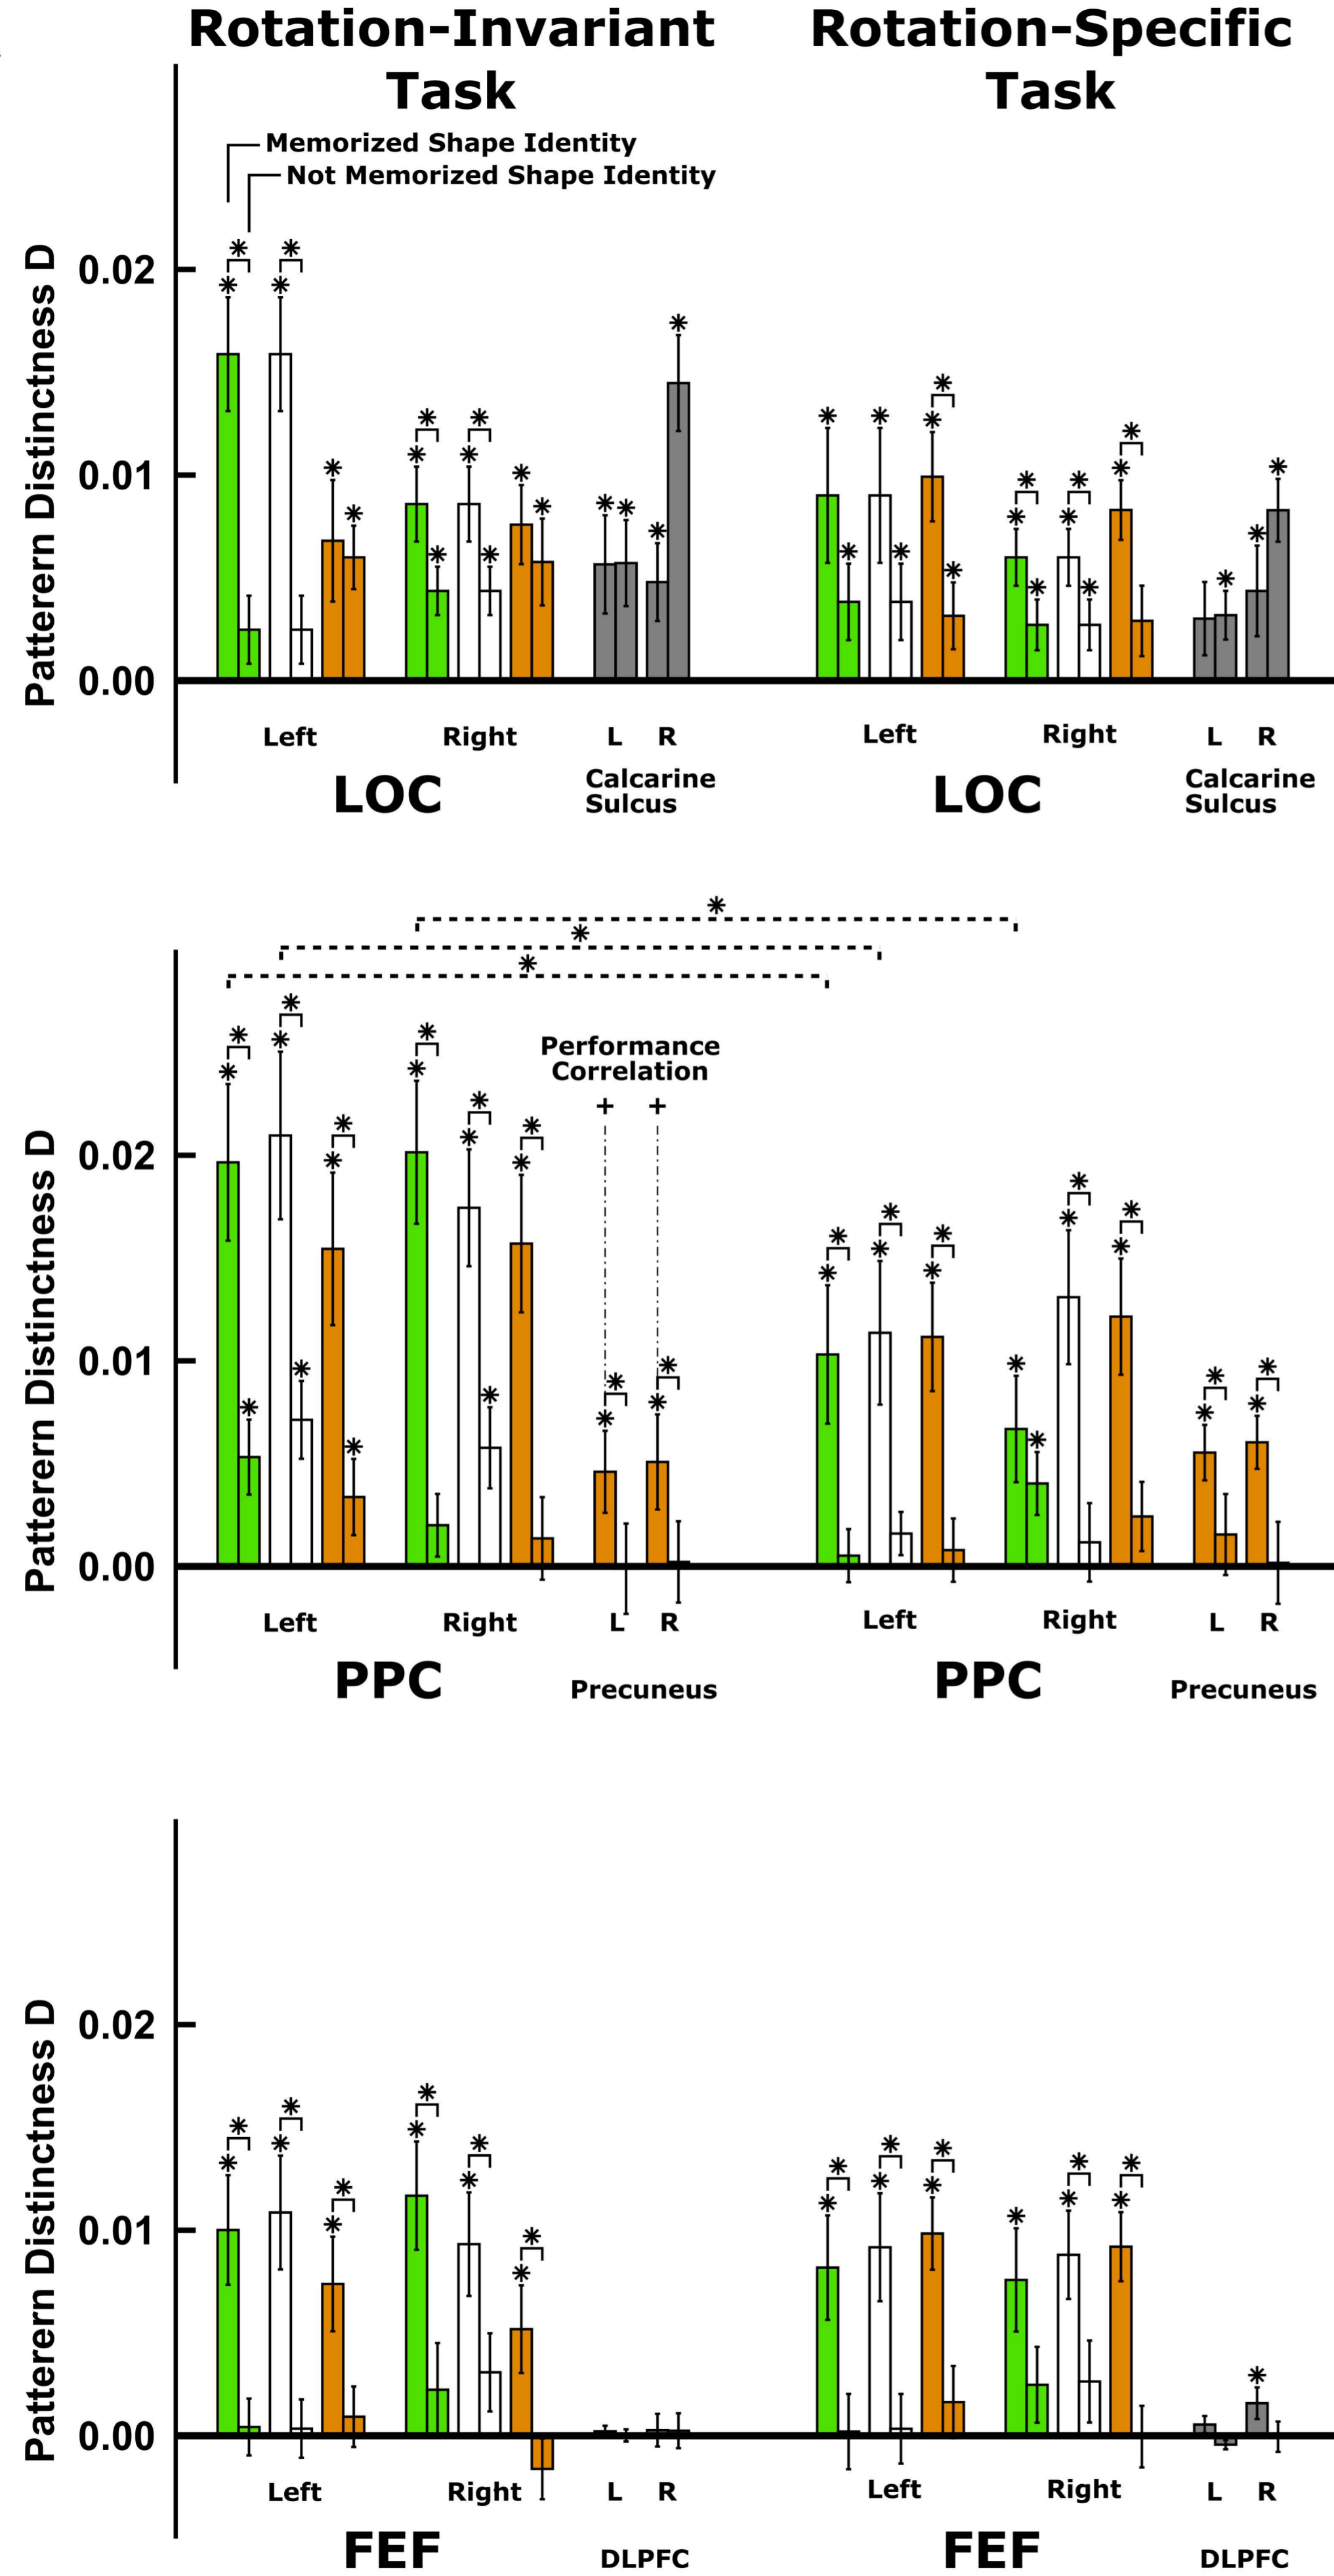 Rotation-Invariant
Task
Rotation-Specific
Task
Memorized Shape Identity
Not Memorized Shape Identity
Patterern Distinctness D
0.02
0.01
0.00
Left
Right
L
R
Calcarine
Sulcus
LOC
Left
Right
L
R
Calcarine
Sulcus
LOC
Performance
Correlation
+ +
Patterern Distinctness D
0.02
0.01
0.00
Left
Right
L
R
PPC
Precuneus
Left
Right
L
R
PPC
Precuneus
Patterern Distinctness D
0.02
0.01
0.00
Left
Right
L
R
FEF
DLPFC
Left
Right
L
R
FEF
DLPFC